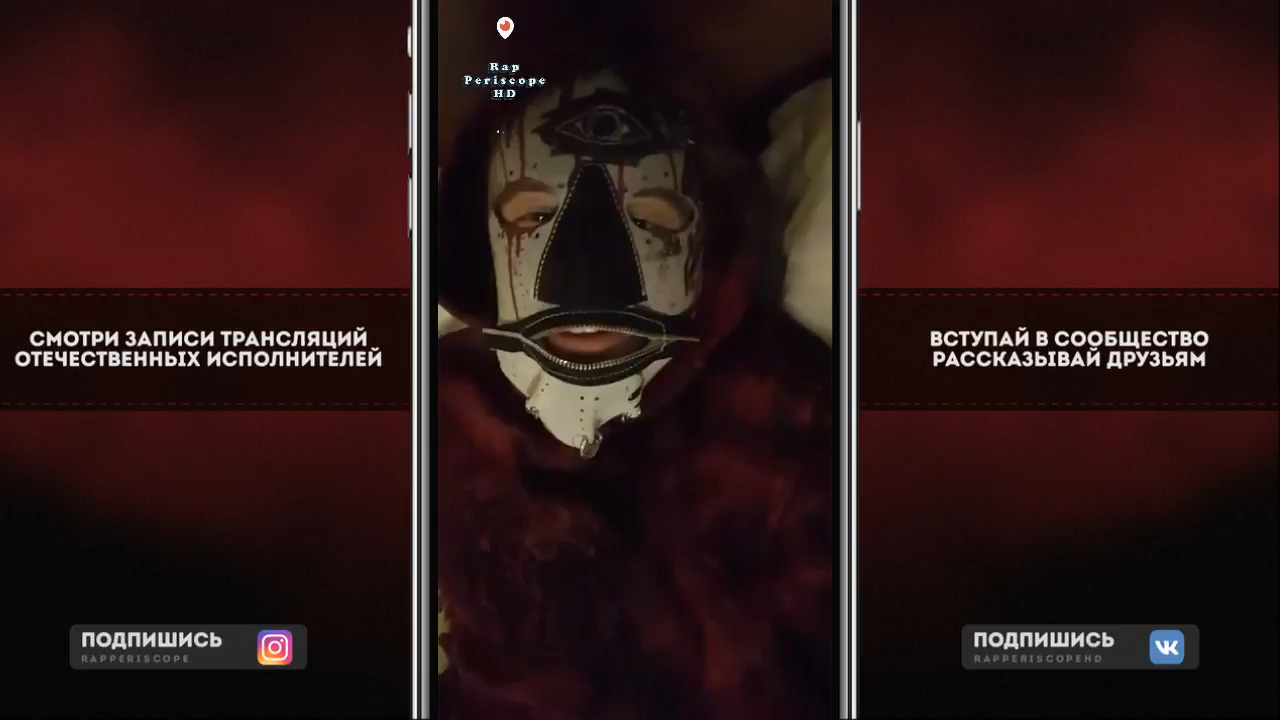 Rap
Periscope
HD
СМОТРИ ЗАПИСИ ТРАНСЛЯЦИЙ
ОТЕЧЕСТВЕННЫХ ИСПОЛНИТЕЛЕЙ
ВСТУПАЙ В СООБЩЕСТВО
РАССКАЗЫВАЙ ДРУЗЬЯМ
ПОДПИШИСЬ
RAPPERISCOPE
ПОДПИШИСЬ
RAPPERISCOPEHD